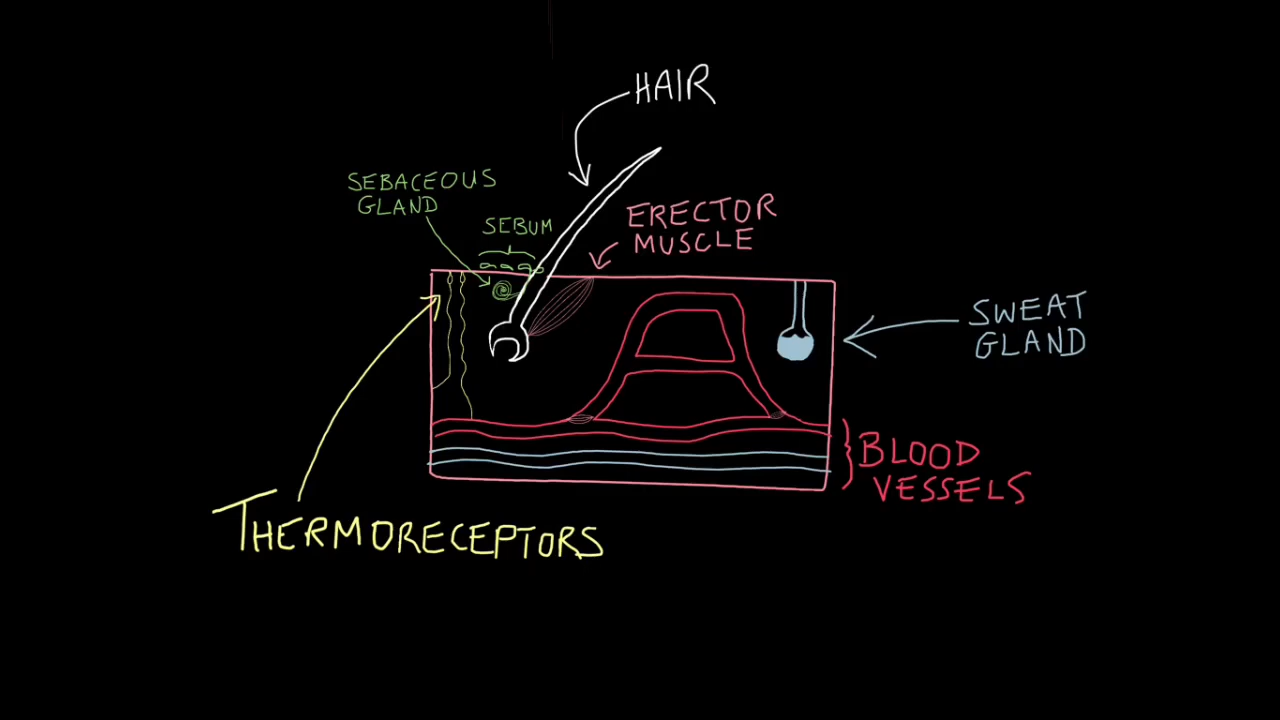 HAIR
SEBACEOUS
GLAND
SEBUM
ERECTOR
MUSCLE
SWEAT
GLAND
BLOOD
VESSELS
THERMORECEPTORS